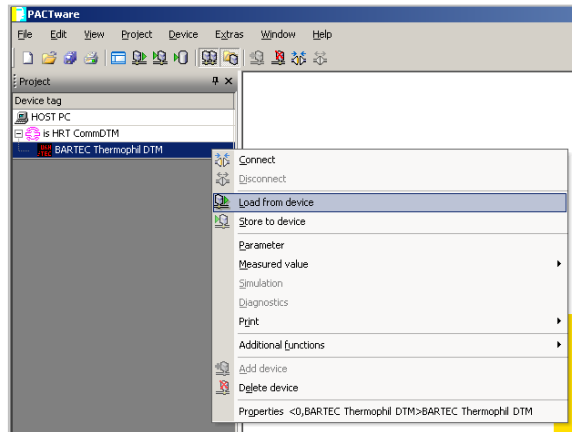 PACTware
File Edit View Project Device Extras Window Help
Project
Device tag
HOST PC
is HRT CommDTM
BARTEC Thermophil DTM
Connect
Disconnect
Load from device
Store to device
Parameter
Measured value
Simulation
Diagnostics
Print
Additional functions
Add device
Delete device
Properties <0,BARTEC Thermophil DTM>BARTEC Thermophil DTM